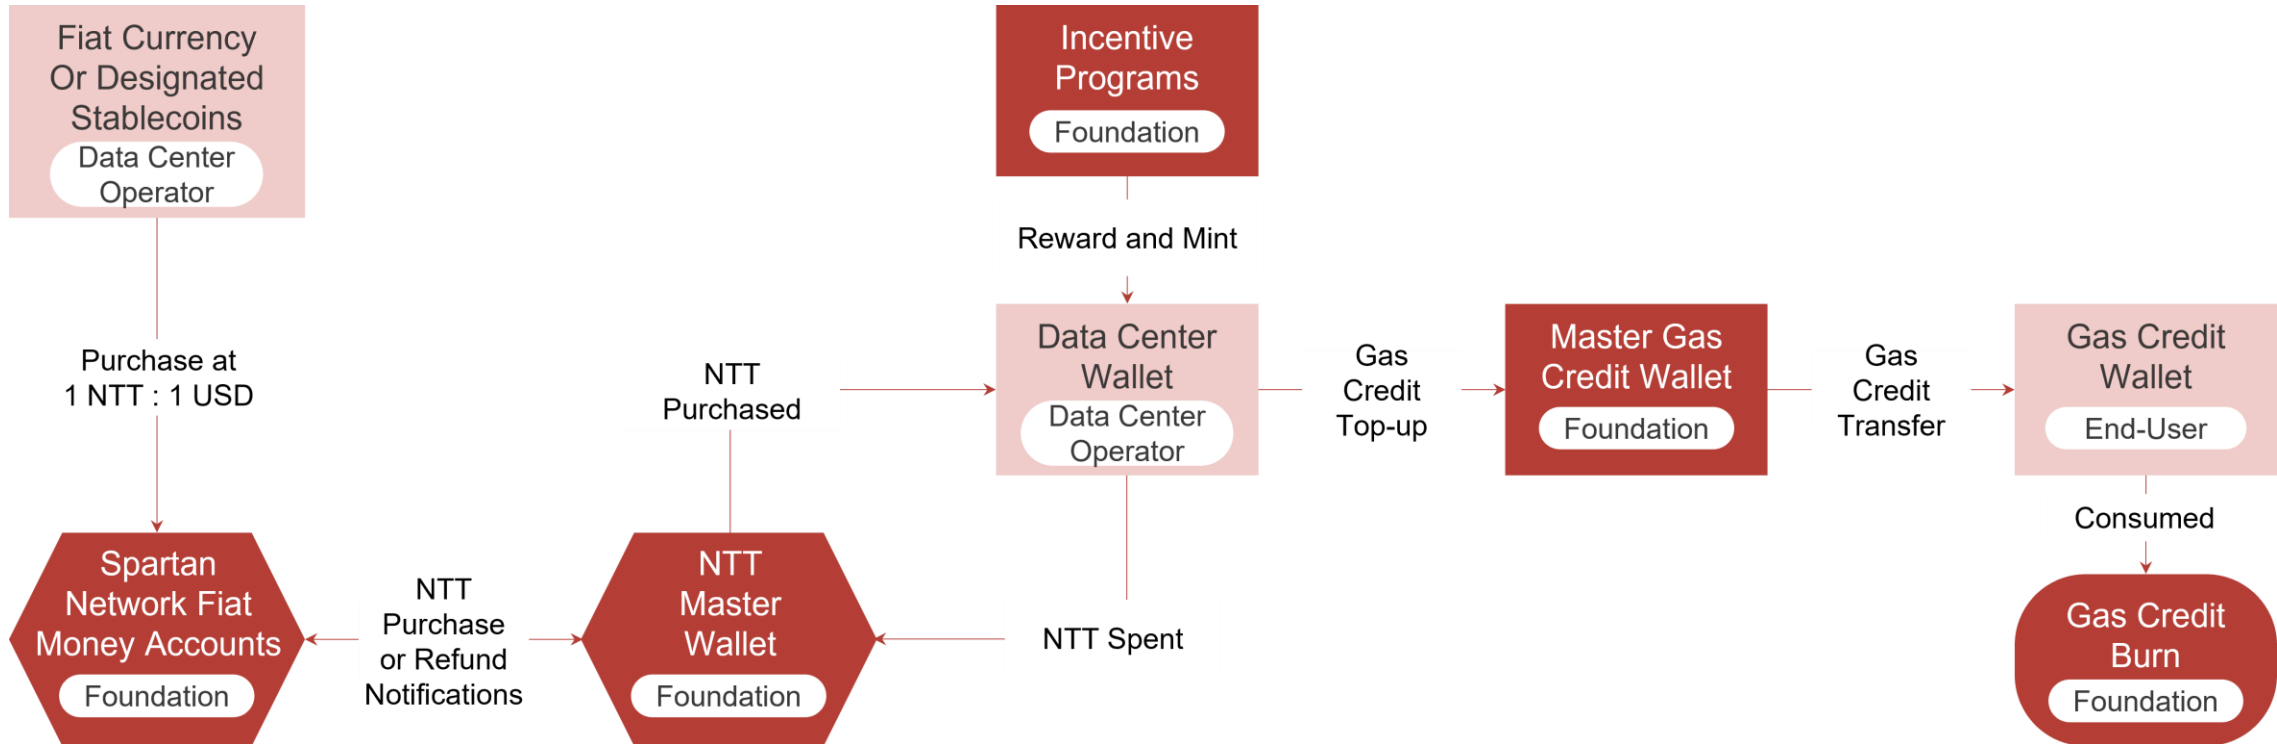 Fiat Currency
Or Designated
Stablecoins
Data Center
Operator
Purchase at
1 NTT : 1 USD
Spartan
Network Fiat
Money Accounts
Foundation
NTT
Purchase
or Refund
Notifications
NTT
Master
Wallet
Foundation
NTT
Purchased
Incentive
Programs
Foundation
Reward and Mint
Data Center
Wallet
Data Center
Operator
NTT Spent
Gas
Credit
Top-up
Master Gas
Credit Wallet
Foundation
Gas
Credit
Transfer
Gas Credit
Wallet
End-User
Consumed
Gas Credit
Burn
Foundation